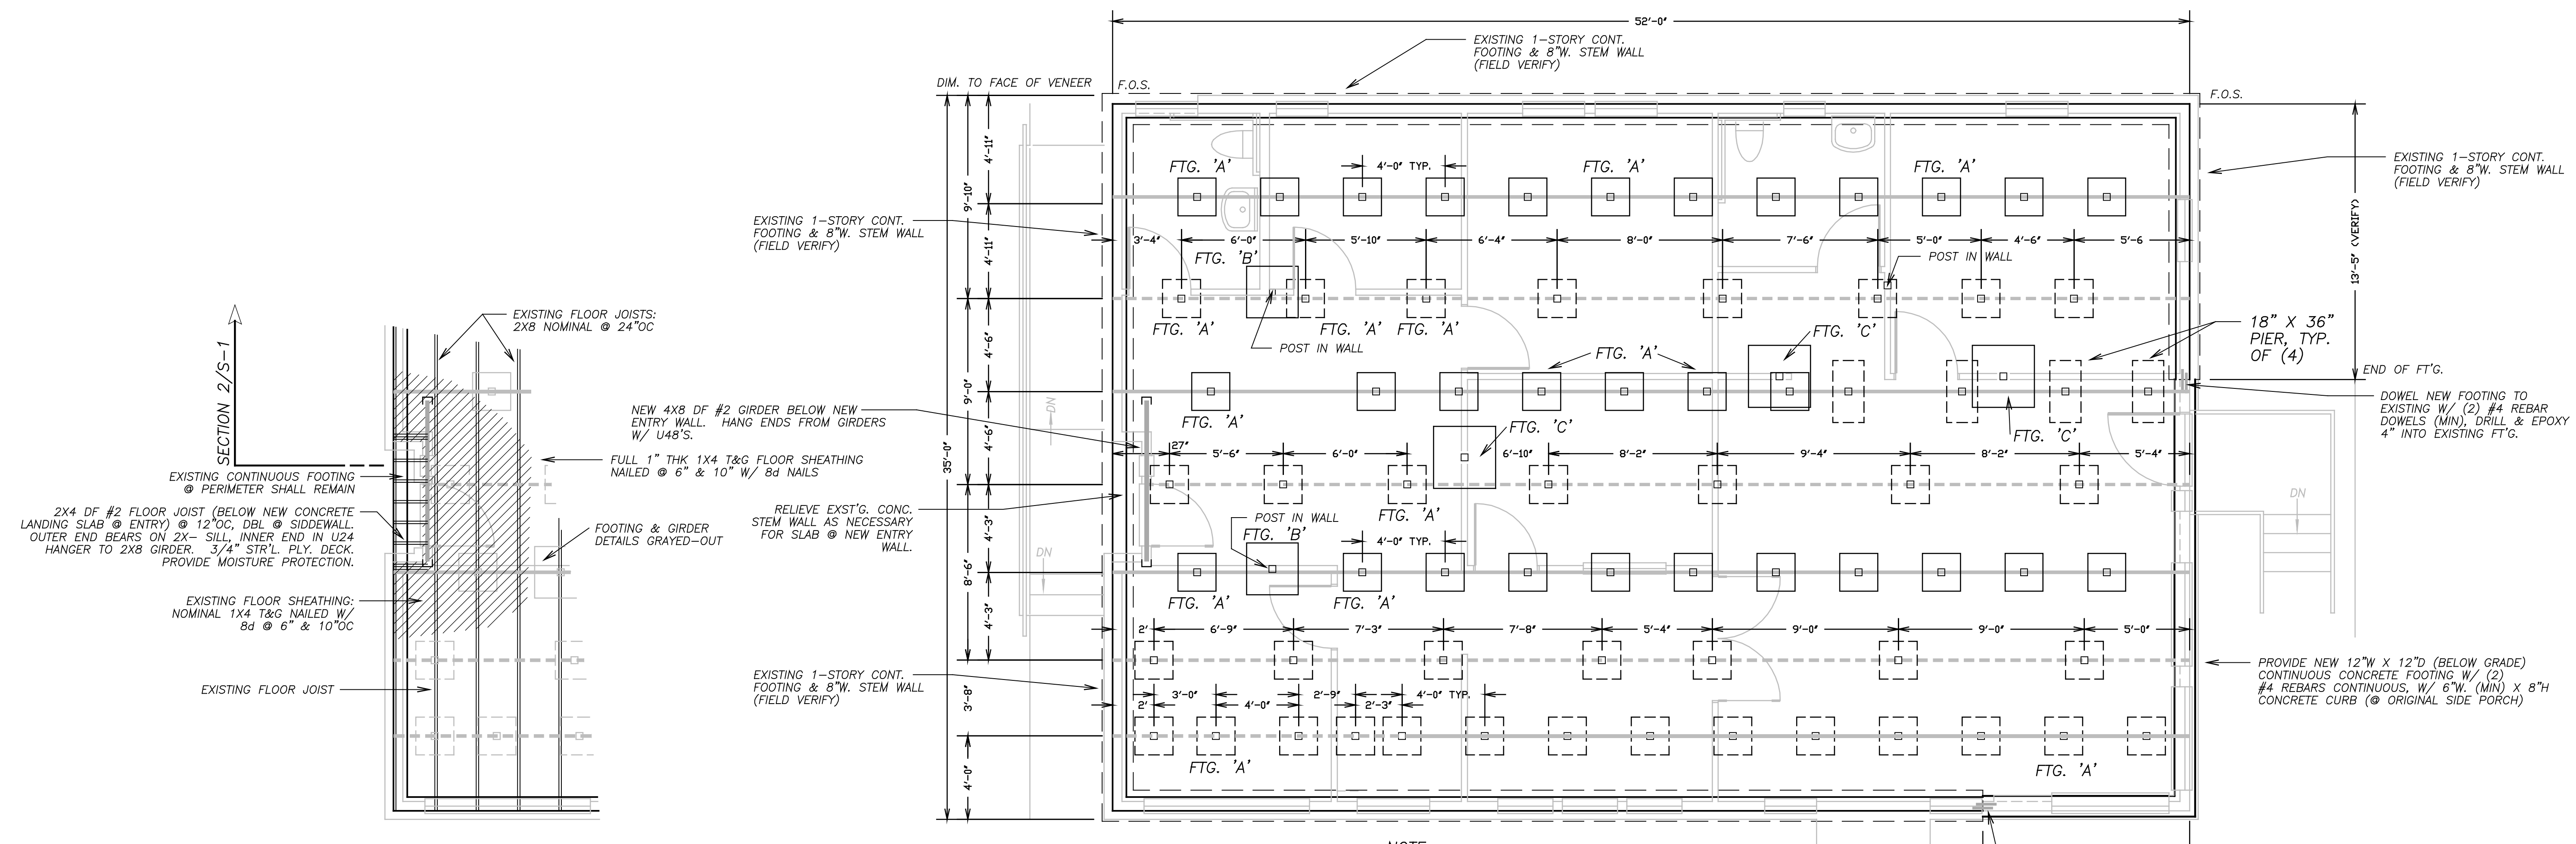 52'-0"
EXISTING 1-STORY CONT.
FOOTING & 8"W. STEM WALL
(FIELD VERIFY)
DIM. TO FACE OF VENEER
F.O.S.
F.O.S.
4'-11"
9'-10"
4'-11"
FTG. 'A'
4'-0" TYP.
FTG. 'A'
FTG. 'A'
EXISTING 1-STORY CONT.
FOOTING & 8"W. STEM WALL
(FIELD VERIFY)
13'-5" (VERIFY)
EXISTING 1-STORY CONT.
FOOTING & 8"W. STEM WALL
(FIELD VERIFY)
3'-4"
6'-0"
5'-10"
6'-4"
8'-0"
7'-6"
5'-0"
4'-6"
5'-6
FTG. 'B'
POST IN WALL
FTG. 'A'
FTG. 'A'
FTG. 'A'
POST IN WALL
FTG. 'C'
FTG. 'A'
18" X 36"
PIER, TYP.
OF (4)
END OF FT'G.
SECTION 2/S-1
EXISTING FLOOR JOISTS:
2X8 NOMINAL @ 24"OC
4'-6"
9'-0"
4'-6"
35'-0"
DN
NEW 4X8 DF #2 GIRDER BELOW NEW
ENTRY WALL. HANG ENDS FROM GIRDERS
W/ U48'S.
FTG. 'A'
FTG. 'C'
FTG. 'C'
DOWEL NEW FOOTING TO
EXISTING W/ (2) #4 REBAR
DOWELS (MIN), DRILL & EPOXY
4" INTO EXISTING FT'G.
FULL 1" THK 1X4 T&G FLOOR SHEATHING
NAILED @ 6" & 10" W/ 8d NAILS
27"
5'-6"
6'-0"
6'-10"
8'-2"
9'-4"
8'-2"
5'-4"
EXISTING CONTINUOUS FOOTING
@ PERIMETER SHALL REMAIN
2X4 DF #2 FLOOR JOIST (BELOW NEW CONCRETE
LANDING SLAB @ ENTRY) @ 12"OC, DBL @ SIDDEWALL.
OUTER END BEARS ON 2X- SILL, INNER END IN U24
HANGER TO 2X8 GIRDER. 3/4" STR'L. PLY. DECK.
PROVIDE MOISTURE PROTECTION.
FOOTING & GIRDER
DETAILS GRAYED-OUT
RELIEVE EXST'G. CONC.
STEM WALL AS NECESSARY
FOR SLAB @ NEW ENTRY
WALL.
DN
DN
4'-3"
8'-6"
4'-3"
FTG. 'A'
POST IN WALL
FTG. 'B'
4'-0" TYP.
FTG. 'A'
FTG. 'A'
EXISTING FLOOR SHEATHING:
NOMINAL 1X4 T&G NAILED W/
8d @ 6" & 10"OC
2'
6'-9"
7'-3"
7'-8"
5'-4"
9'-0"
9'-0"
5'-0"
EXISTING FLOOR JOIST
EXISTING 1-STORY CONT.
FOOTING & 8"W. STEM WALL
(FIELD VERIFY)
PROVIDE NEW 12"W X 12"D (BELOW GRADE)
CONTINUOUS CONCRETE FOOTING W/ (2)
#4 REBARS CONTINUOUS, W/ 6"W. (MIN) X 8"H
CONCRETE CURB (@ ORIGINAL SIDE PORCH)
3'-8"
3'-0"
2'-9"
4'-0" TYP.
2'
4'-0"
2'-3"
4'-0"
FTG. 'A'
FTG. 'A'
NOTE